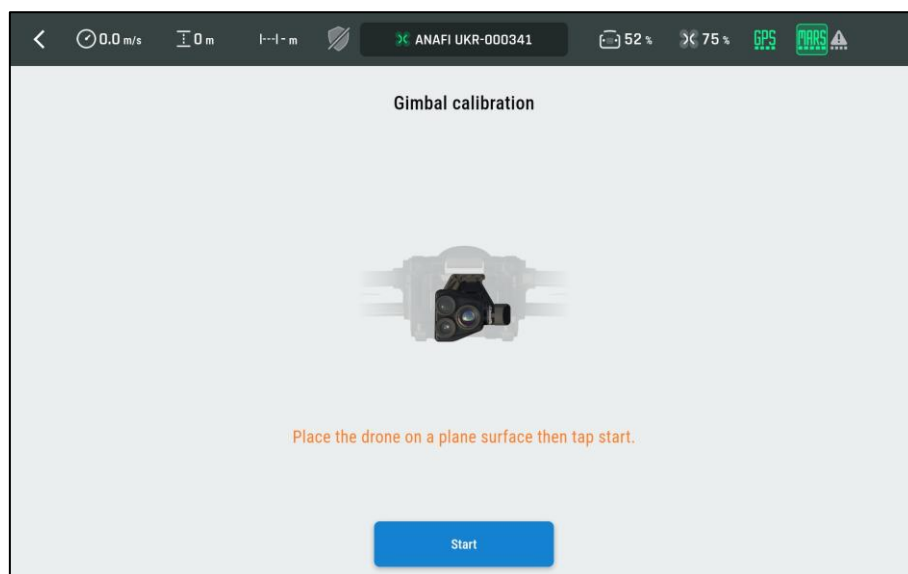 0.0 m/s 0 m - m ANAFI UKR-000341 52 % 75 % GPS MARS
Gimbal calibration
Place the drone on a plane surface then tap start.
Start